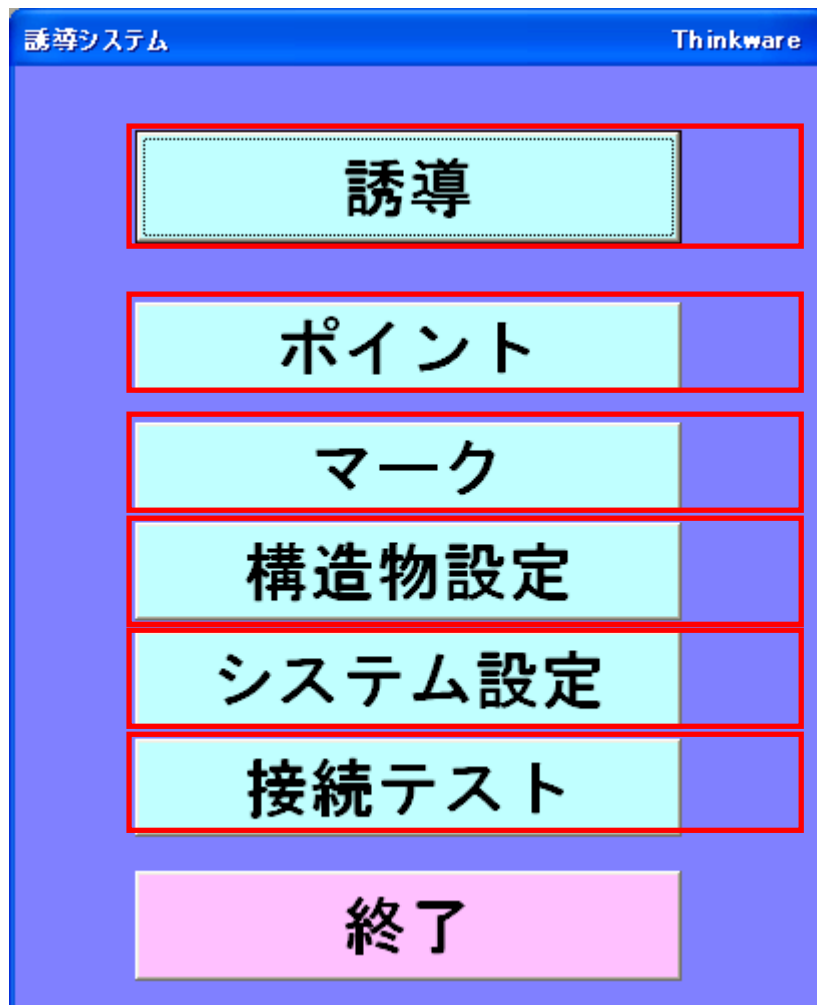 誘導システム Thinkware
誘導
ポイント
マーク
構造物設定
システム設定
接続テスト
終了